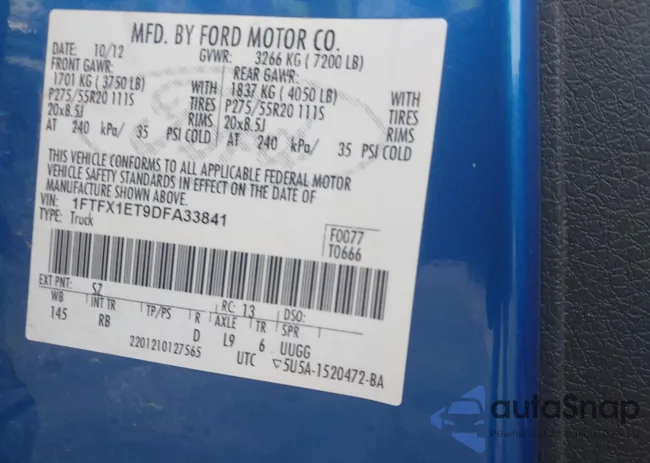 MFD. BY FORD MOTOR CO.
DATE: 10/12 GVWR: 3266 KG ( 7200 LB)
FRONT GAWR: REAR GAWR:
1701 KG ( 3750 LB) WITH 1837 KG ( 4050 LB) WITH
P275/55R20 111S TIRES P275/55R20 111S TIRES
20x8.5J RIMS 20x8.5J RIMS
AT 240 kPa/ 35 PSI COLD AT 240 kPa/ 35 PSI COLD
THIS VEHICLE CONFORMS TO ALL APPLICABLE FEDERAL MOTOR
VEHICLE SAFETY STANDARDS IN EFFECT ON THE DATE OF
MANUFACTURE SHOWN ABOVE.
VIN: 1FTFX1ET9DFA33841
TYPE: Truck
F0077
T0666
EXT PNT: SZ RC: 13 DSO:
WB INT TR TP/PS R AXLE TR SPR
145 RB D L9 6 UUGG
2201210127565 UTC 5U5A-1520472-BA
autoSnap